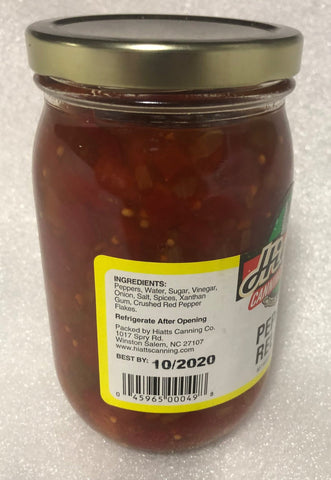 INGREDIENTS:
Peppers, Water, Sugar, Vinegar,
Onion, Salt, Spices, Xanthan
Gum, Crushed Red Pepper
Flakes.
Refrigerate After Opening
Packed by Hiatts Canning Co.
1017 Spry Rd.
Winston Salem, NC 27107
www.hiattscanning.com
BEST BY: 10/2020
0 45965 00049 8